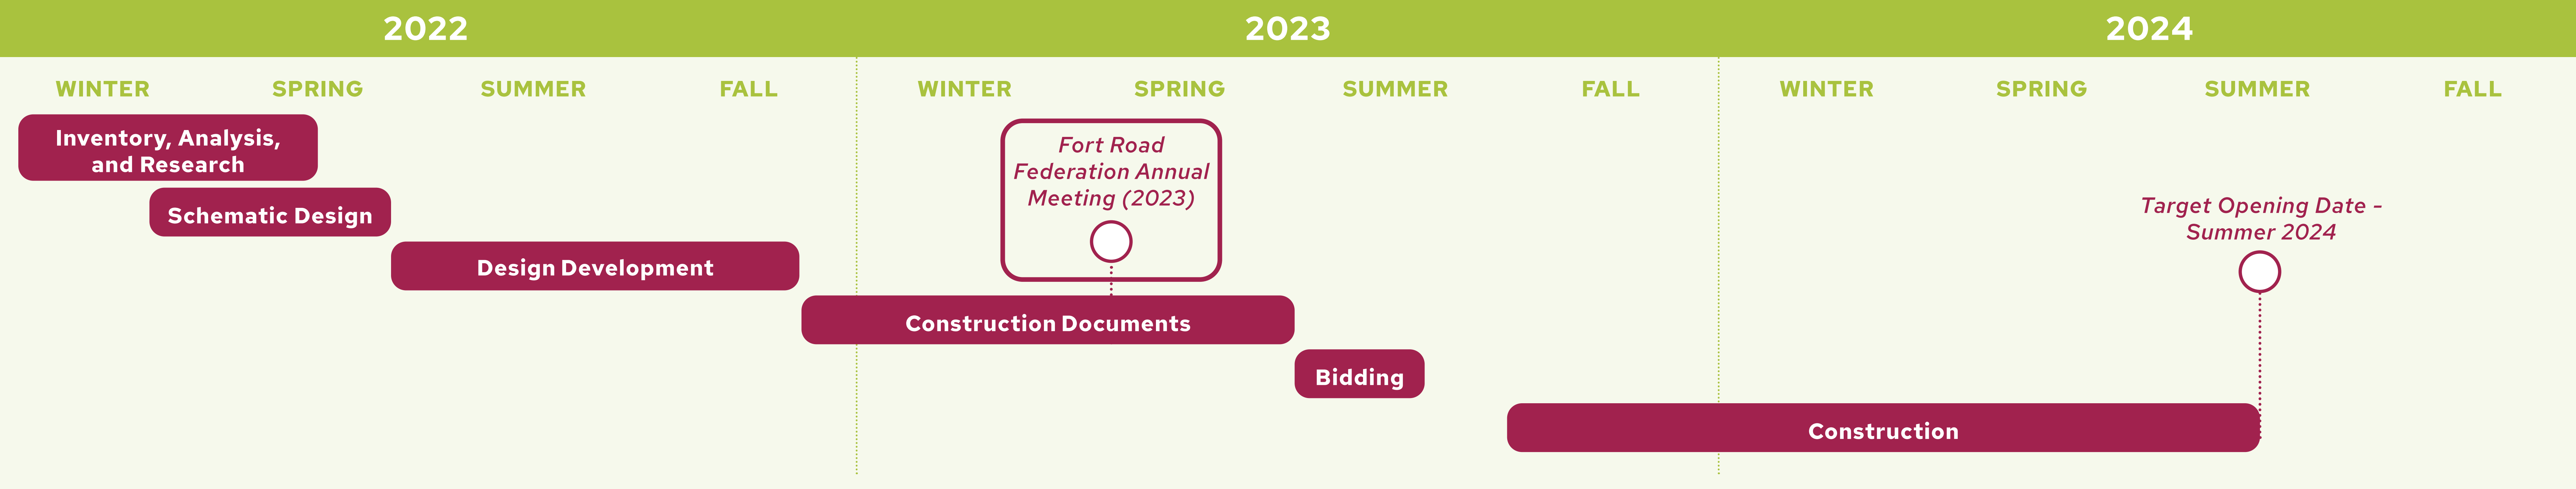 2022
2023
2024
WINTER
SPRING
SUMMER
FALL
WINTER
SPRING
SUMMER
FALL
WINTER
SPRING
SUMMER
FALL
Inventory, Analysis,
and Research
Schematic Design
Design Development
Fort Road
Federation Annual
Meeting (2023)
Construction Documents
Bidding
Construction
Target Opening Date -
Summer 2024